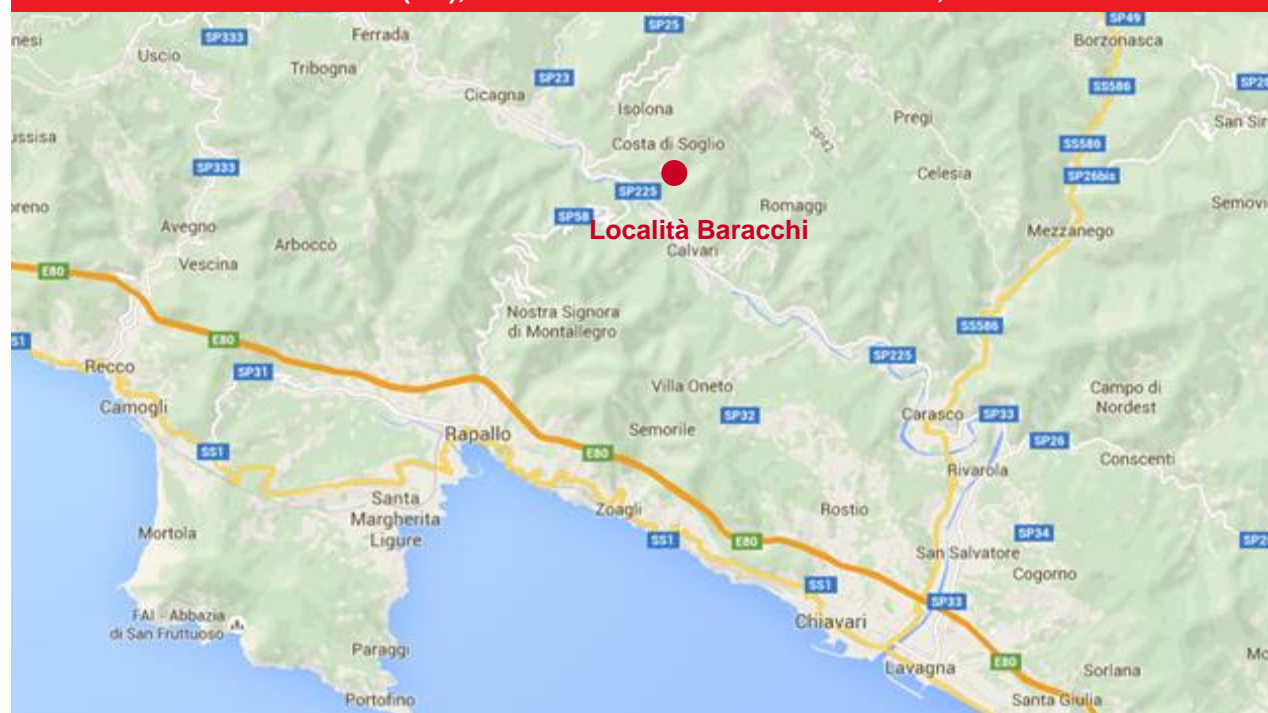 nesi
SP333
Ferrada
SP25
SP49
Borzonasca
Uscio
Tribogna
SP23
Cicagna
SS586
Isolona
Pregi
San Sir
ussisa
Costa di Soglio
SP42
SS586
SP333
Celesia
SP26bis
SP225
Romaggi
Semovi
SP58
Avegno
Località Baracchi
Mezzanego
Arboccò
Calvari
Vescina
E80
Nostra Signora
di Montallegro
SS586
E80
SP225
Recco
SP31
Villa Oneto
Campo di
Nordest
Camogli
SP32
Carasco
SP33
Rapallo
Semorile
SP26
SS1
E80
Conscenti
Rivarola
Santa
Margherita
Ligure
Zoagli
Rostio
Mortola
SS1
E80
SP34
San Salvatore
Cogorno
SS1
SP33
FAI - Abbazia
di San Fruttuoso
Chiavari
Paraggi
Lavagna
E80
Sorlana
Portofino
Santa Giulia